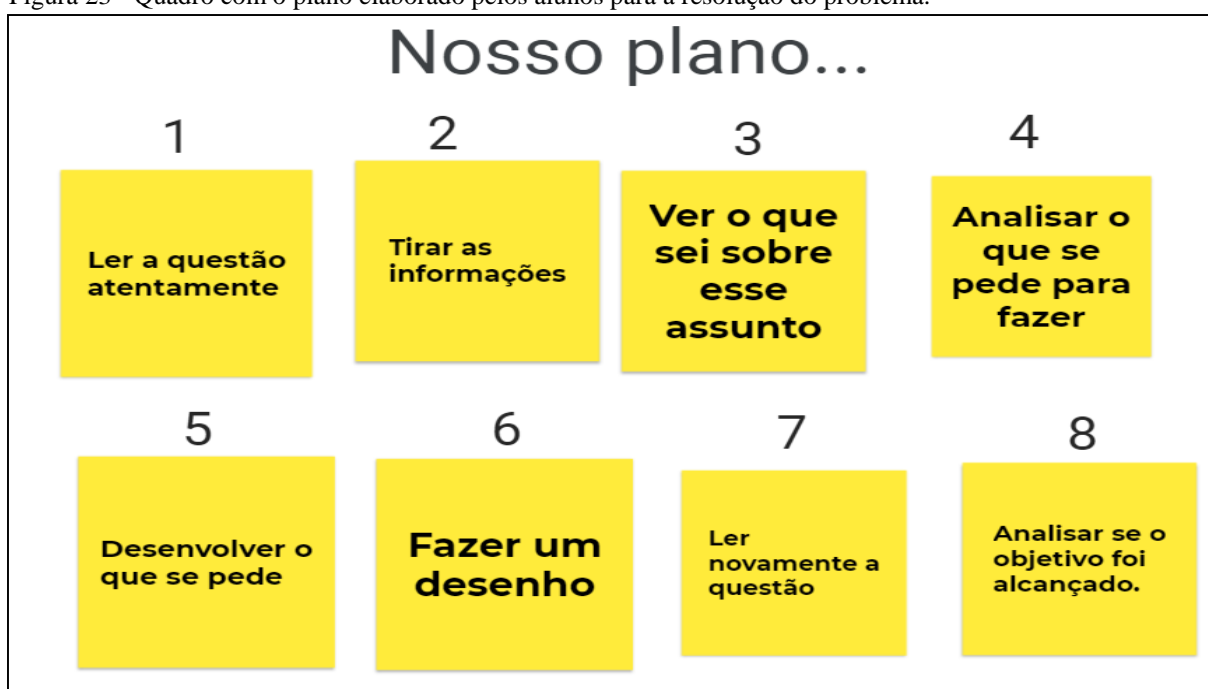 Figura 23 – Quadro com o plano elaborado pelos alunos para a resolução do problema.
Nosso plano...
1
2
3
4
Ler a questão
atentamente
Tirar as
informações
Ver o que
sei sobre
esse
assunto
Analisar o
que se
pede para
fazer
5
6
7
8
Desenvolver o
que se pede
Fazer um
desenho
Ler
novamente a
questão
Analisar se o
objetivo foi
alcançado.